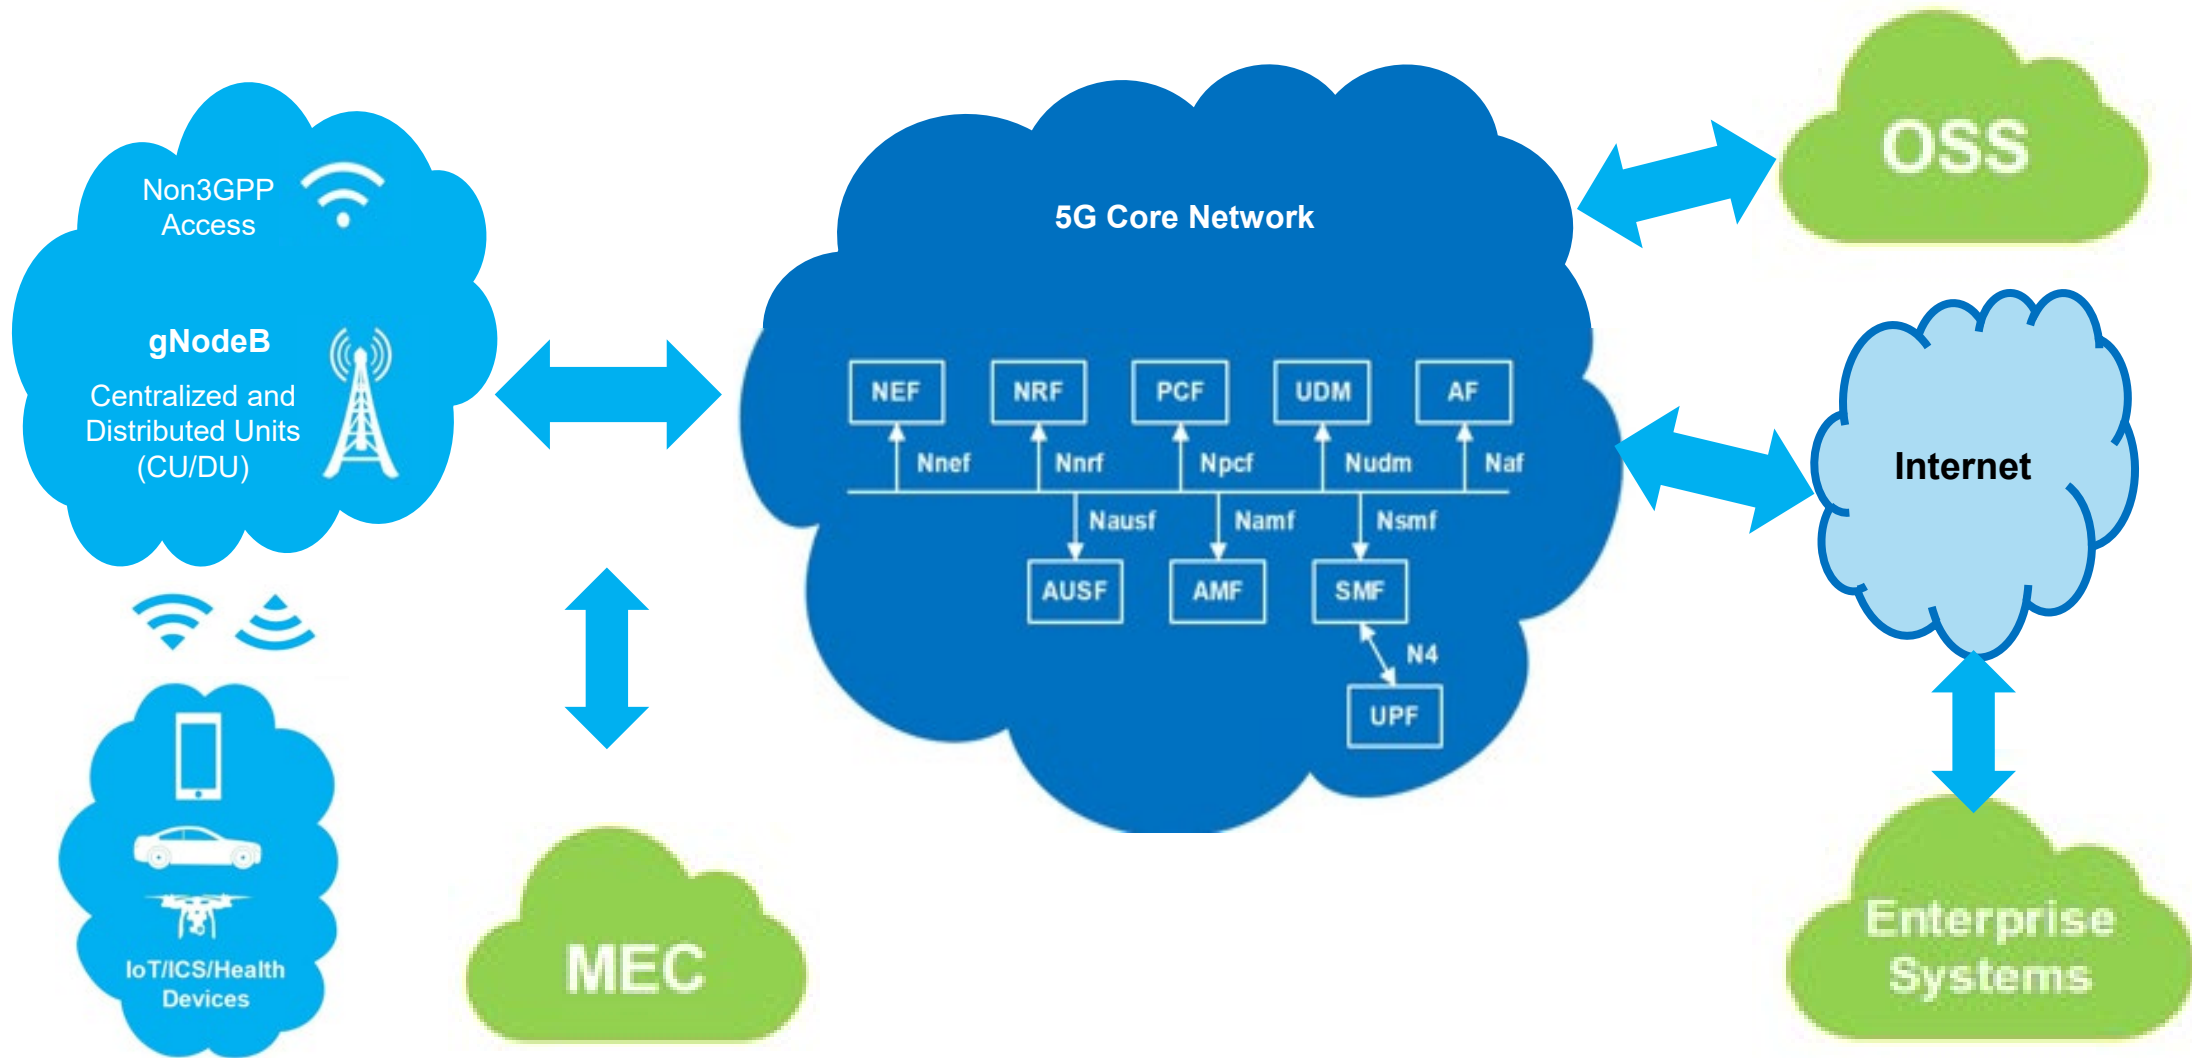 Non3GPP
Access
gNodeB
Centralized and
Distributed Units
(CU/DU)
IoT/ICS/Health
Devices
MEC
5G Core Network
NEF
NRF
PCF
UDM
AF
Nnef
Nnrf
Npcf
Nudm
Naf
Nausf
Namf
Nsmf
AUSF
AMF
SMF
N4
UPF
OSS
Internet
Enterprise
Systems